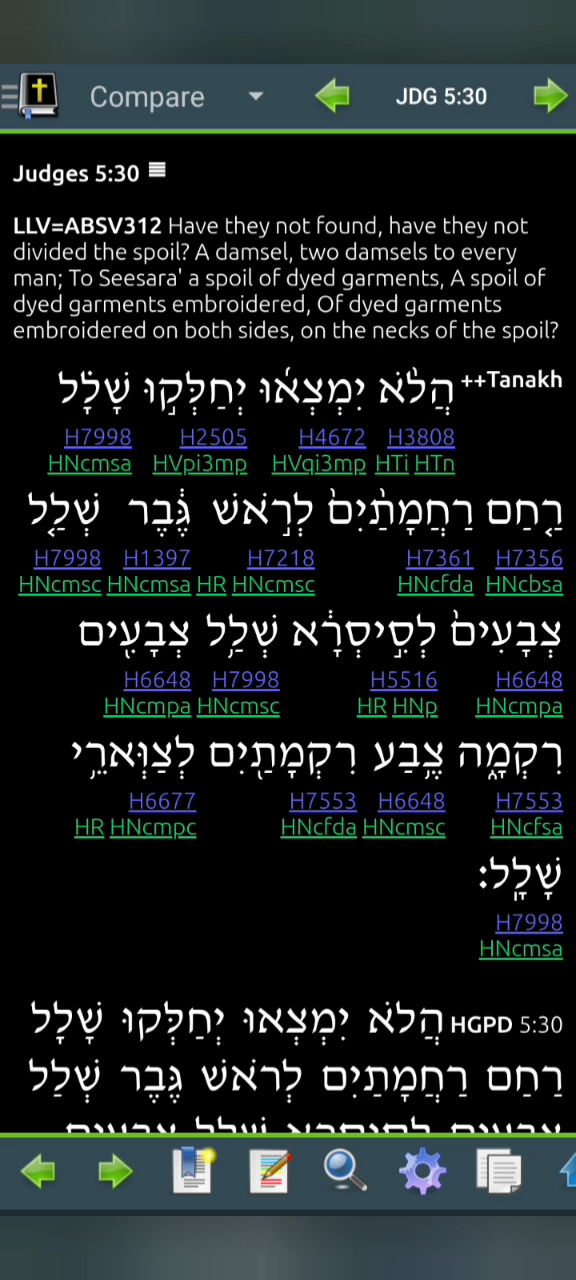 Compare
JDG 5:30
Judges 5:30
LLV=ABSV312 Have they not found, have they not
divided the spoil? A damsel, two damsels to every
man; To Seesara' a spoil of dyed garments, A spoil of
dyed garments embroidered, Of dyed garments
embroidered on both sides, on the necks of the spoil?
++Tanakh הֲלֹ֨א יִמְצְא֜וּ יְחַלְּק֣וּ שָׁלָ֗ל
H3808 H4672 H2505 H7998
HTi HTn HVqi3mp HVpi3mp HNcmsa
רַ֤חַם רַחֲמָתַ֙יִם֙ לְרֹ֣אשׁ גֶּ֔בֶר שְׁלַ֤ל
H7356 H7361 H7218 H1397 H7998
HNcbsa HNcfda HR HNcmsc HNcmsa HNcmsc
צְבָעִים֙ לְסִ֣יסְרָ֔א שְׁלַ֥ל צְבָעִ֖ים
H6648 H5516 H7998 H6648
HNcmpa HR HNp HNcmsc HNcmpa
רִקְמָ֑ה צֶ֥בַע רִקְמָתַ֖יִם לְצַוְּארֵ֥י
H7553 H6648 H7553 H6677
HNcfsa HNcmsc HNcfda HR HNcmpc
שָׁלָֽל׃
H7998
HNcmsa
HGPD 5:30 הֲלֹא יִמְצְאוּ יְחַלְּקוּ שָׁלָל
רַחַם רַחֲמָתַיִם לְרֹאשׁ גֶּבֶר שְׁלַל